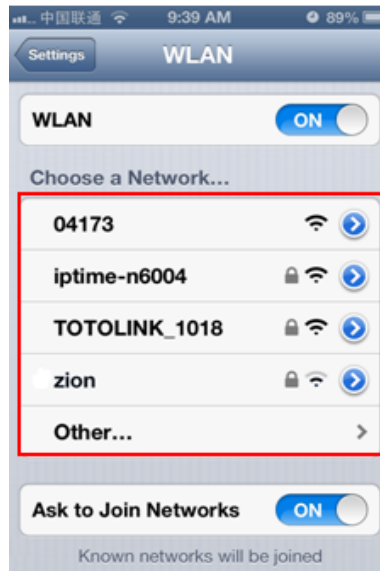 中国联通 9:39 AM 89%
Settings WLAN
WLAN ON
Choose a Network...
04173
iptime-n6004
TOTOLINK_1018
zion
Other...
Ask to Join Networks ON
Known networks will be joined